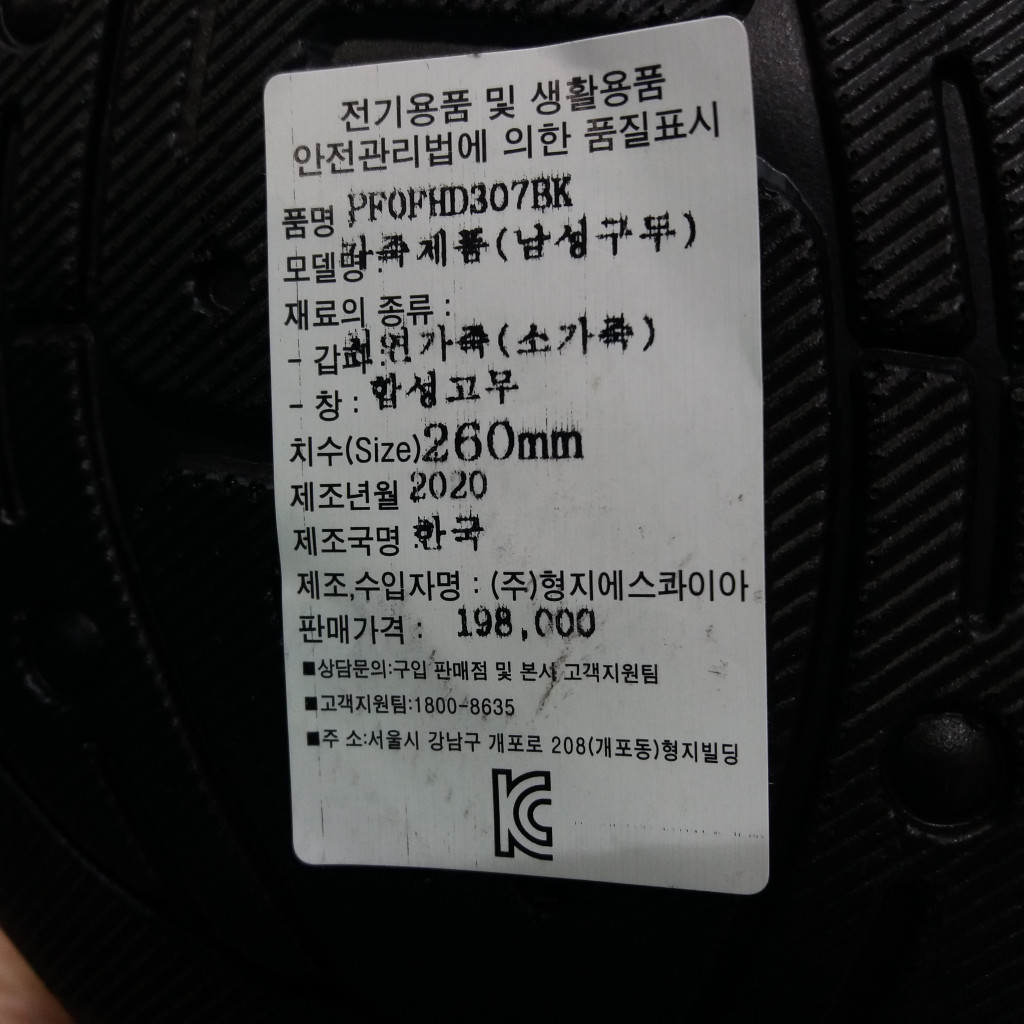 전기용품 및 생활용품
안전관리법에 의한 품질표시
품명 PF0FHD307BK
모델명: 가죽제품(남성구두)
재료의 종류 :
- 갑피: 천연가죽(소가죽)
- 창 : 합성고무
치수(Size): 260mm
제조년월 2020
제조국명 : 한국
제조,수입자명 : (주)형지에스콰이아
판매가격 : 198,000
■상담문의:구입 판매점 및 본사 고객지원팀
■고객지원팀:1800-8635
■주 소:서울시 강남구 개포로 208(개포동)형지빌딩
KC